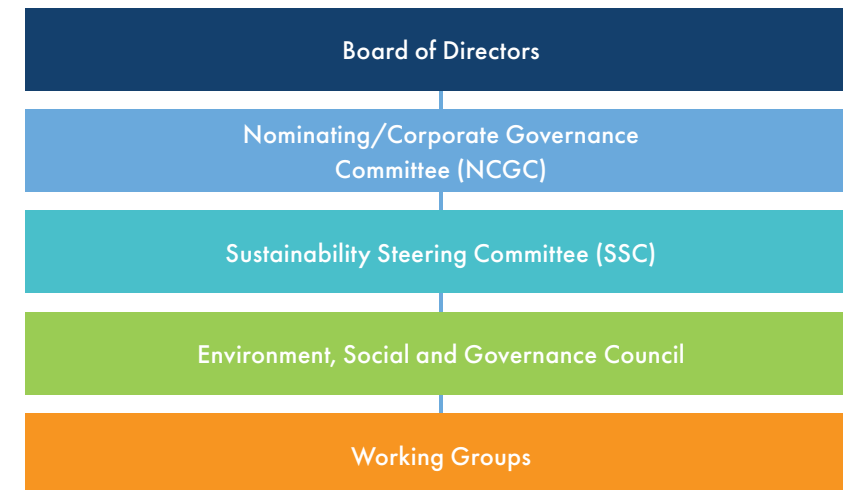 Board of Directors
Nominating/Corporate Governance
Committee (NCGC)
Sustainability Steering Committee (SSC)
Environment, Social and Governance Council
Working Groups